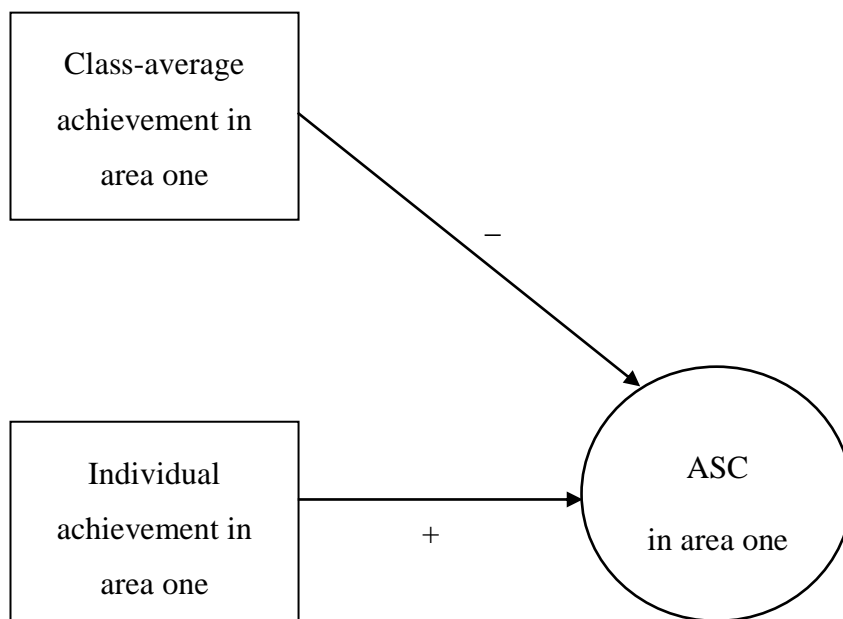 Class-average
achievement in
area one
–
Individual
achievement in
area one
+
ASC
in area one